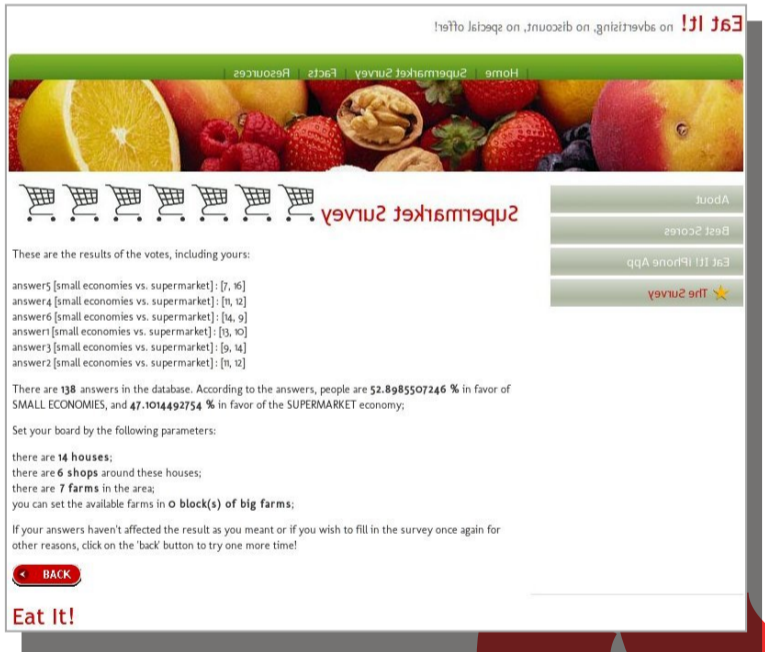 Eat It! no advertising, no discount, no special offer!
| Home | Supermarket Survey | Facts | Resources |
Supermarket Survey
About
Best Scores
Eat It! iPhone App
The Survey
These are the results of the votes, including yours:
answer5 [small economies vs. supermarket] : [7, 16]
answer4 [small economies vs. supermarket] : [11, 12]
answer6 [small economies vs. supermarket] : [14, 9]
answer1 [small economies vs. supermarket] : [13, 10]
answer3 [small economies vs. supermarket] : [9, 14]
answer2 [small economies vs. supermarket] : [11, 12]
There are 138 answers in the database. According to the answers, people are 52.8985507246 % in favor of
SMALL ECONOMIES, and 47.1014492754 % in favor of the SUPERMARKET economy;
Set your board by the following parameters:
there are 14 houses;
there are 6 shops around these houses;
there are 7 farms in the area;
you can set the available farms in 0 block(s) of big farms;
If your answers haven't affected the result as you meant or if you wish to fill in the survey once again for
other reasons, click on the 'back' button to try one more time!
BACK
Eat It!